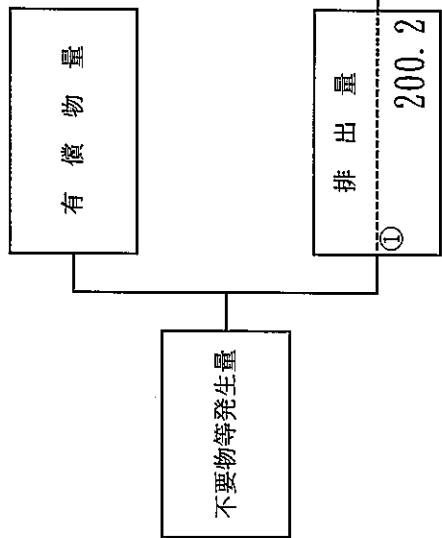 不要物等発生量
有償物量
排出量
①
200.2